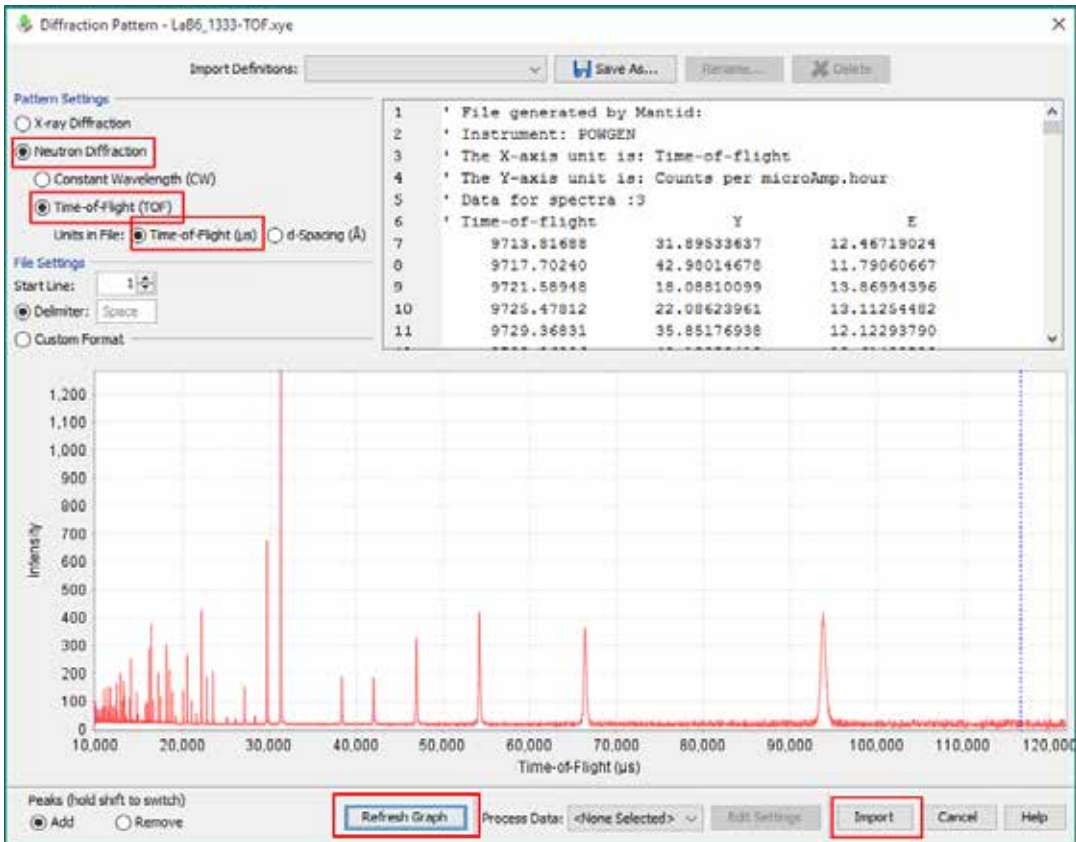 Diffraction Pattern - LaB6_1333-TOF.xye
Import Definitions: Save As... Rename... Delete
Pattern Settings
X-ray Diffraction
Neutron Diffraction
Constant Wavelength (CW)
Time-of-Flight (TOF)
Units in File: Time-of-Flight (µs) d-Spacing (Å)
File Settings
Start Line: 1
Delimiter: Space
Custom Format
1 ' File generated by Mantid:
2 ' Instrument: POWGEN
3 ' The X-axis unit is: Time-of-flight
4 ' The Y-axis unit is: Counts per microAmp.hour
5 ' Data for spectra :3
6 ' Time-of-flight Y E
7 9713.81688 31.89533637 12.46719024
8 9717.70240 42.98014678 11.79060667
9 9721.58948 18.08810099 13.86994396
10 9725.47812 22.08623961 13.11254482
11 9729.36831 35.85176938 12.12293790
1,200
1,100
1,000
900
800
700
600
500
400
300
200
100
0
Intensity
10,000 20,000 30,000 40,000 50,000 60,000 70,000 80,000 90,000 100,000 110,000 120,000
Time-of-Flight (µs)
Peaks (hold shift to switch)
Add Remove
Refresh Graph Process Data: <None Selected> Edit Settings Import Cancel Help